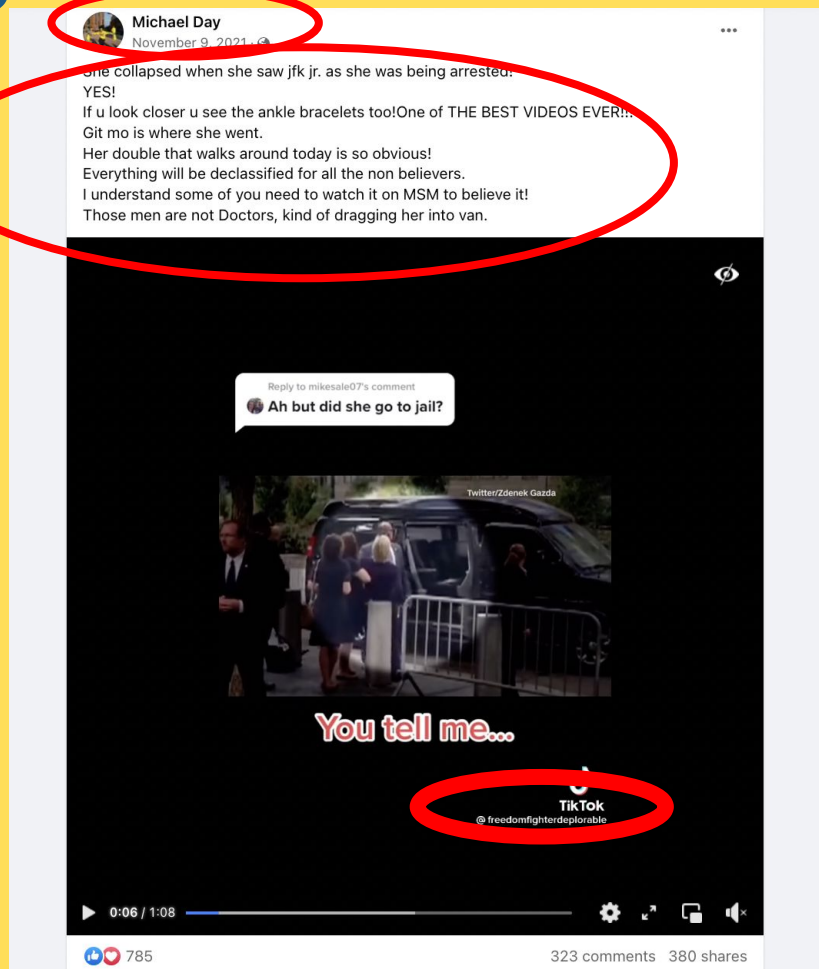 Michael Day
November 9, 2021 ·
She collapsed when she saw jfk jr. as she was being arrested!
YES!
If u look closer u see the ankle bracelets too!One of THE BEST VIDEOS EVER!!!
Git mo is where she went.
Her double that walks around today is so obvious!
Everything will be declassified for all the non believers.
I understand some of you need to watch it on MSM to believe it!
Those men are not Doctors, kind of dragging her into van.
Reply to mikesale07's comment
Ah but did she go to jail?
Twitter/Zdenek Gazda
You tell me...
TikTok
@freedomfighterdeplorable
0:06 / 1:08
785
323 comments 380 shares